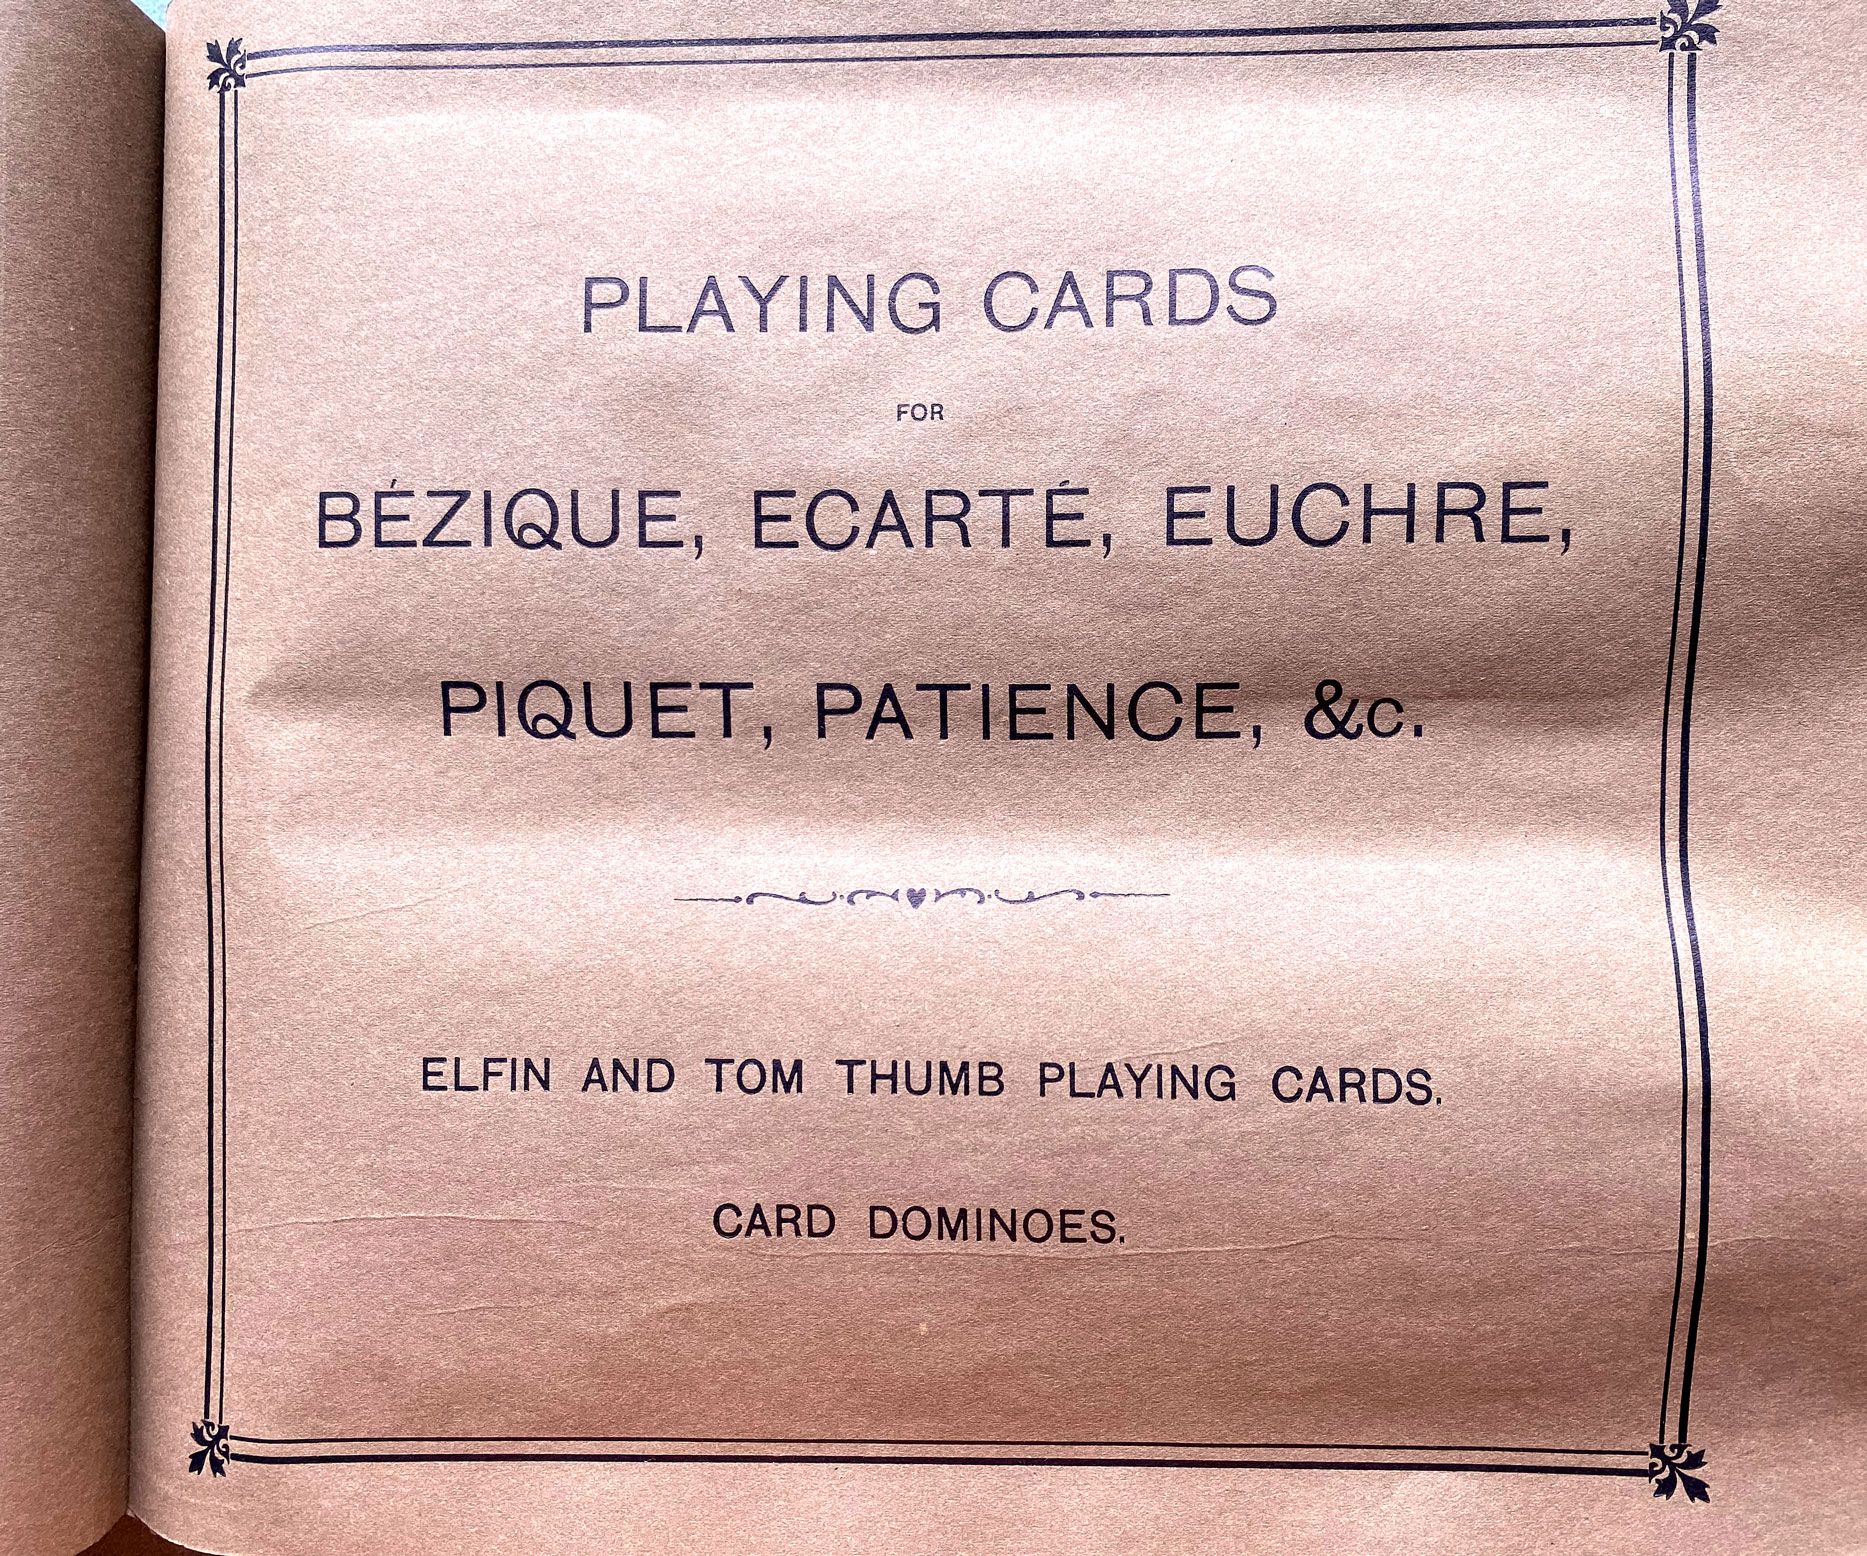 PLAYING CARDS
FOR
BÉZIQUE, ECARTÉ, EUCHRE,
PIQUET, PATIENCE, &c.
ELFIN AND TOM THUMB PLAYING CARDS.
CARD DOMINOES.